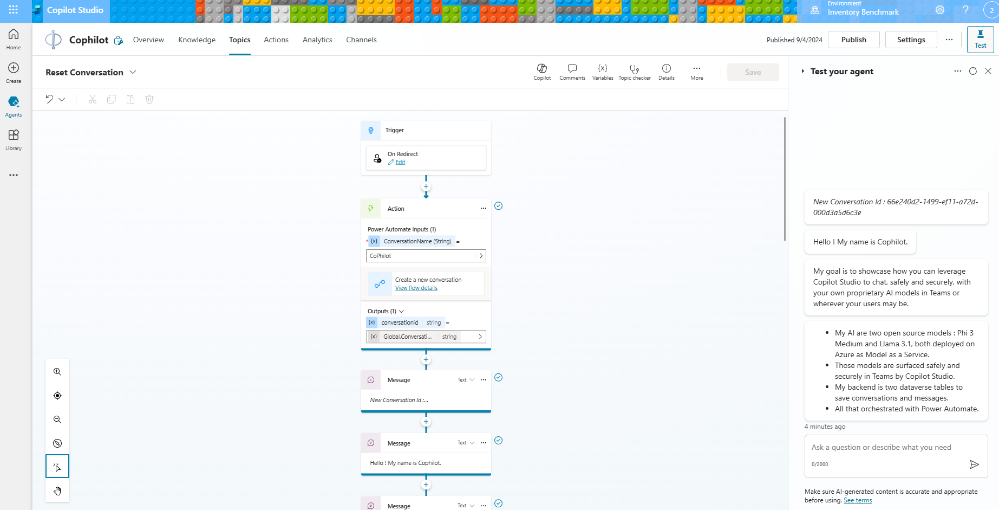 Copilot Studio
Environment
Inventory Benchmark
?
2
Home
Create
Agents
Library
Cophilot
Overview
Knowledge
Topics
Actions
Analytics
Channels
Published 9/4/2024
Publish
Settings
Test
Reset Conversation
Copilot
Comments
{x}
Variables
Topic checker
Details
More
Save
Trigger
On Redirect
Edit
Action
Power Automate inputs (1)
* {x} ConversationName (String) =
CoPhilot
Create a new conversation
View flow details
Outputs (1)
{x} conversationid string =
{x} Global.Conversati... string
Message Text
New Conversation Id :...
Message Text
Hello ! My name is Cophilot.
Message Text
Test your agent
New Conversation Id : 66e240d2-1499-ef11-a72d-
000d3a5d6c3e
Hello ! My name is Cophilot.
My goal is to showcase how you can leverage
Copilot Studio to chat, safely and securely, with
your own proprietary AI models in Teams or
wherever your users may be.
• My AI are two open source models : Phi 3
Medium and Llama 3.1, both deployed on
Azure as Model as a Service.
• Those models are surfaced safely and
securely in Teams by Copilot Studio.
• My backend is two dataverse tables to
save conversations and messages.
• All that orchestrated with Power Automate.
4 minutes ago
Ask a question or describe what you need
0/2000
Make sure AI-generated content is accurate and appropriate
before using. See terms